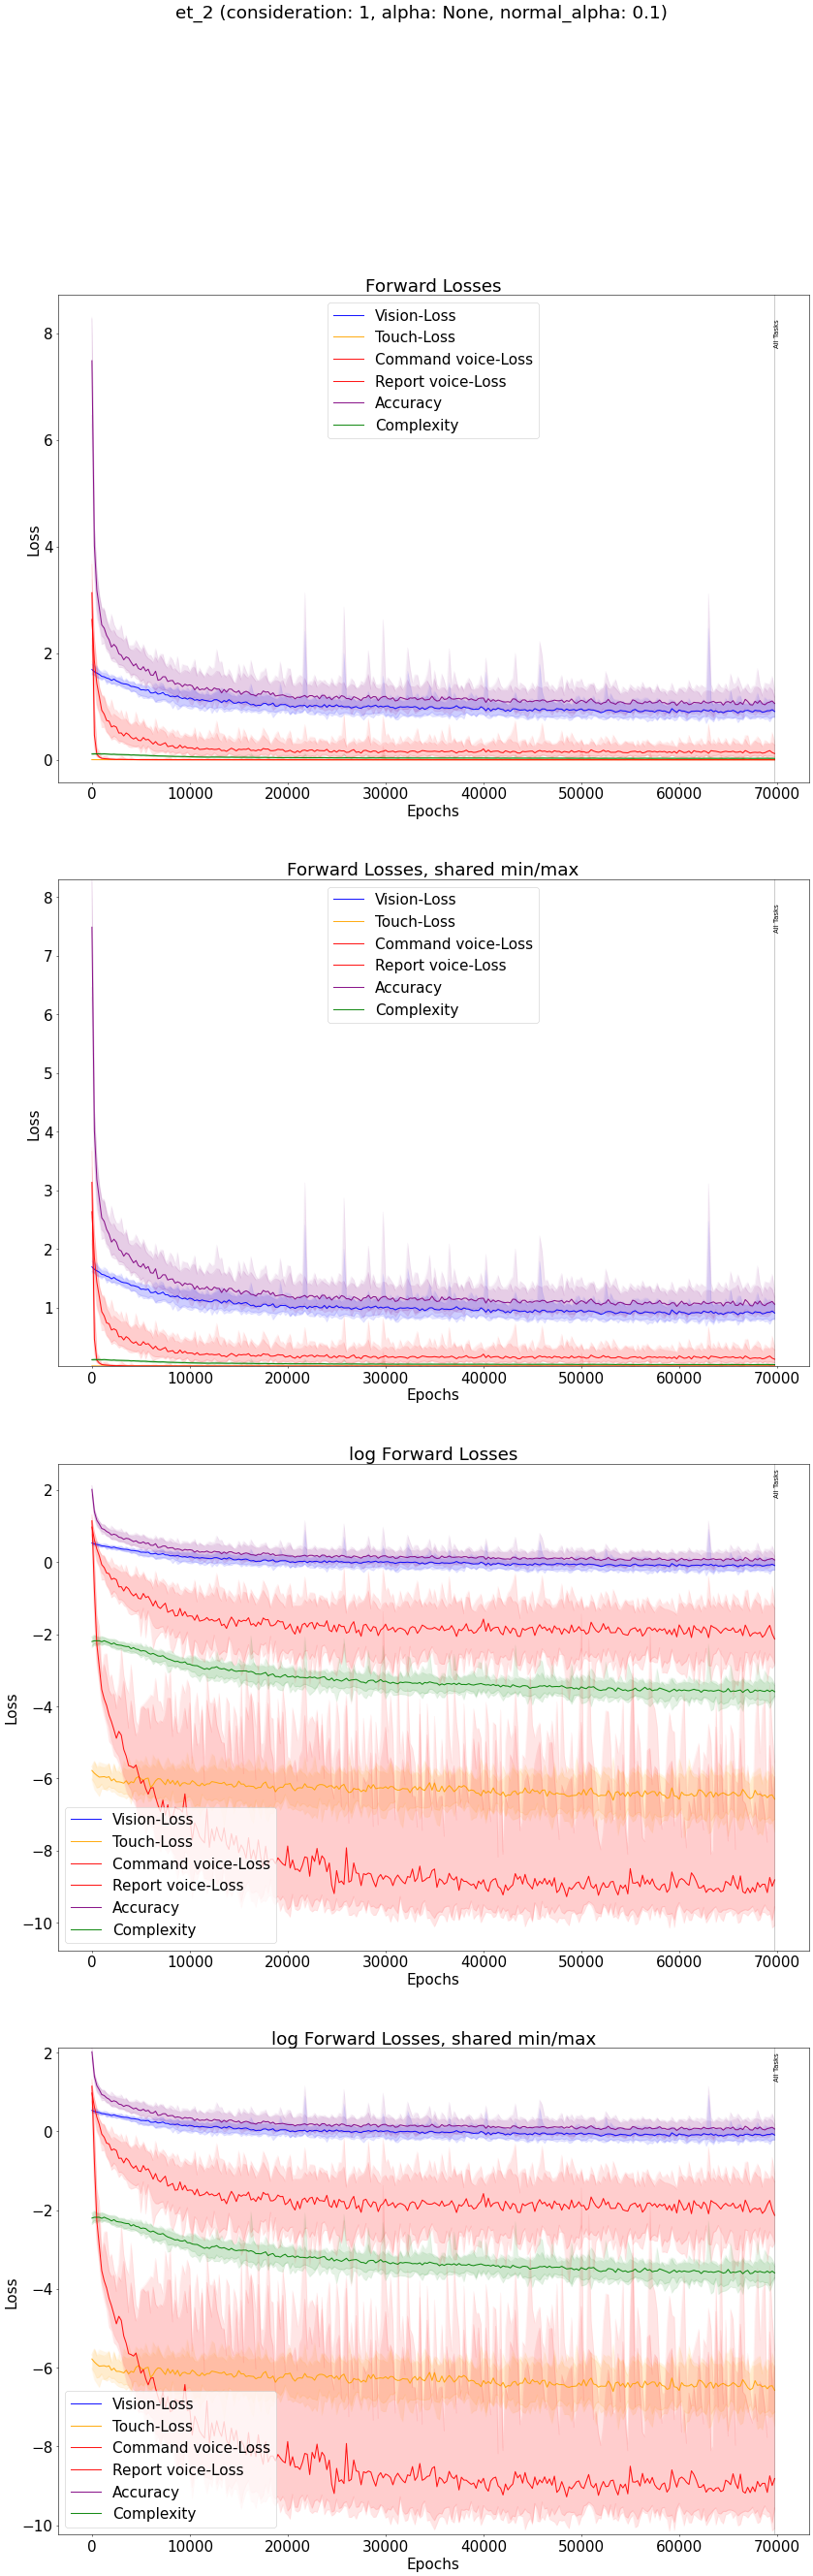 et_2 (consideration: 1, alpha: None, normal_alpha: 0.1)
Forward Losses
Vision-Loss
Touch-Loss
Command voice-Loss
Report voice-Loss
Accuracy
Complexity
All Tasks
Loss
8
6
4
2
0
0 10000 20000 30000 40000 50000 60000 70000
Epochs
Forward Losses, shared min/max
Vision-Loss
Touch-Loss
Command voice-Loss
Report voice-Loss
Accuracy
Complexity
All Tasks
Loss
8
7
6
5
4
3
2
1
0 10000 20000 30000 40000 50000 60000 70000
Epochs
log Forward Losses
All Tasks
Loss
2
0
−2
−4
−6
−8
−10
Vision-Loss
Touch-Loss
Command voice-Loss
Report voice-Loss
Accuracy
Complexity
0 10000 20000 30000 40000 50000 60000 70000
Epochs
log Forward Losses, shared min/max
All Tasks
Loss
2
0
−2
−4
−6
−8
−10
Vision-Loss
Touch-Loss
Command voice-Loss
Report voice-Loss
Accuracy
Complexity
0 10000 20000 30000 40000 50000 60000 70000
Epochs